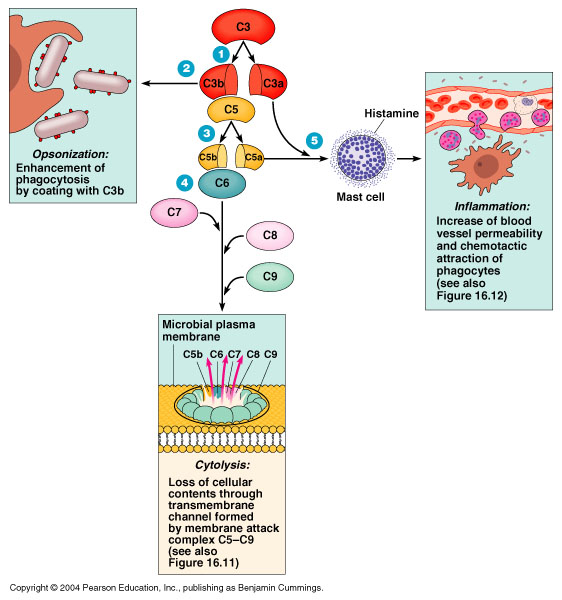 C3
1
2
C3b
C3a
C5
Histamine
3
5
C5b
C5a
4
C6
Mast cell
C7
C8
C9
Opsonization:
Enhancement of
phagocytosis
by coating with C3b
Inflammation:
Increase of blood
vessel permeability
and chemotactic
attraction of
phagocytes
(see also
Figure 16.12)
Microbial plasma
membrane
C5b C6 C7 C8 C9
Cytolysis:
Loss of cellular
contents through
transmembrane
channel formed
by membrane attack
complex C5–C9
(see also
Figure 16.11)
Copyright © 2004 Pearson Education, Inc., publishing as Benjamin Cummings.